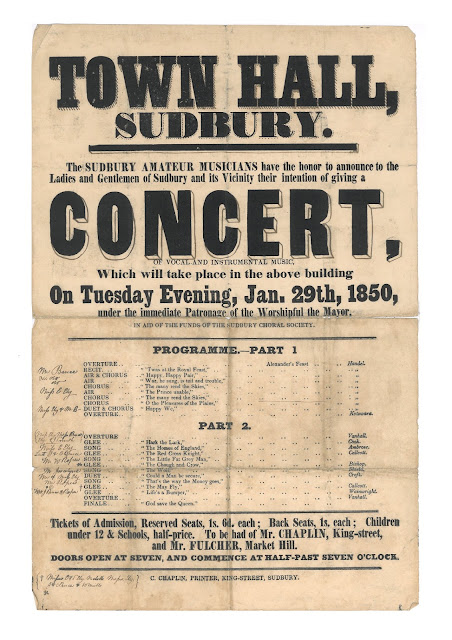 TOWN HALL,
SUDBURY.
The SUDBURY AMATEUR MUSICIANS have the honor to announce to the
Ladies and Gentlemen of Sudbury and its Vicinity their intention of giving a
CONCERT,
OF VOCAL AND INSTRUMENTAL MUSIC,
Which will take place in the above building
On Tuesday Evening, Jan. 29th, 1850,
under the immediate Patronage of the Worshipful the Mayor,
IN AID OF THE FUNDS OF THE SUDBURY CHORAL SOCIETY.
PROGRAMME.—PART 1
OVERTURE .. .. Alexander's Feast .. .. Handel.
RECIT. "Twas at the Royal Feast,"
AIR & CHORUS "Happy, Happy Pair,"
AIR "War, he sung, is toil and trouble,"
CHORUS "The many rend the Skies,"
AIR "The Prince
CHORUS "The many rend the Skies,"
AIR & CHORUS "O the Pleasures of the Plains,"
DUET & CHORUS "Happy We,"
OVERTURE
PART 2.
OVERTURE Vanhall.
GLEE "Hark the Lark," Cook.
SONG "The Homes of England,"
GLEE "The Red Cross Knight," Callcott.
SONG "The Little Fat Grey Man,"
GLEE "The Chough and Crow," Bishop.
SONG
DUET "Could a Man be secure,"
SONG "That's the way the Money goes,"
GLEE "The May Fly," Callcott.
GLEE "Life's a Bumper," Wainwright.
OVERTURE Vanhall.
FINALE "God save the Queen."
Tickets of Admission, Reserved Seats, 1s. 6d. each; Back Seats, 1s. each; Children
under 12 & Schools, half-price. To be had of Mr. CHAPLIN, King-street,
and Mr. FULCHER, Market Hill.
DOORS OPEN AT SEVEN, AND COMMENCE AT HALF-PAST SEVEN O'CLOCK.
C. CHAPLIN, PRINTER, KING-STREET, SUDBURY.